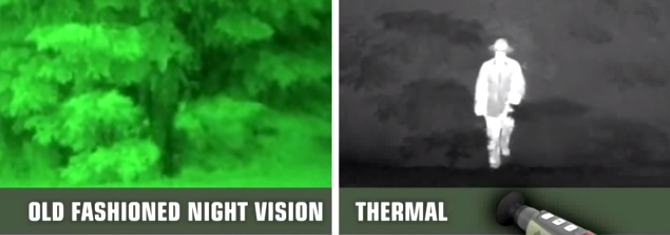 OLD FASHIONED NIGHT VISION
THERMAL